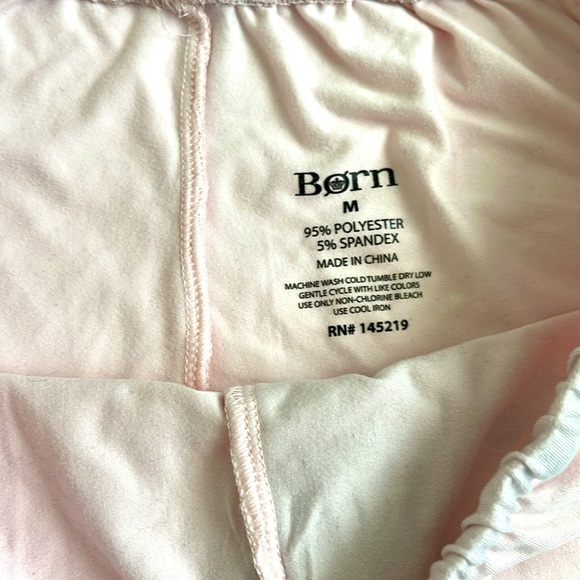 Børn
M
95% POLYESTER
5% SPANDEX
MADE IN CHINA
MACHINE WASH COLD TUMBLE DRY LOW
GENTLE CYCLE WITH LIKE COLORS
USE ONLY NON-CHLORINE BLEACH
USE COOL IRON
RN# 145219